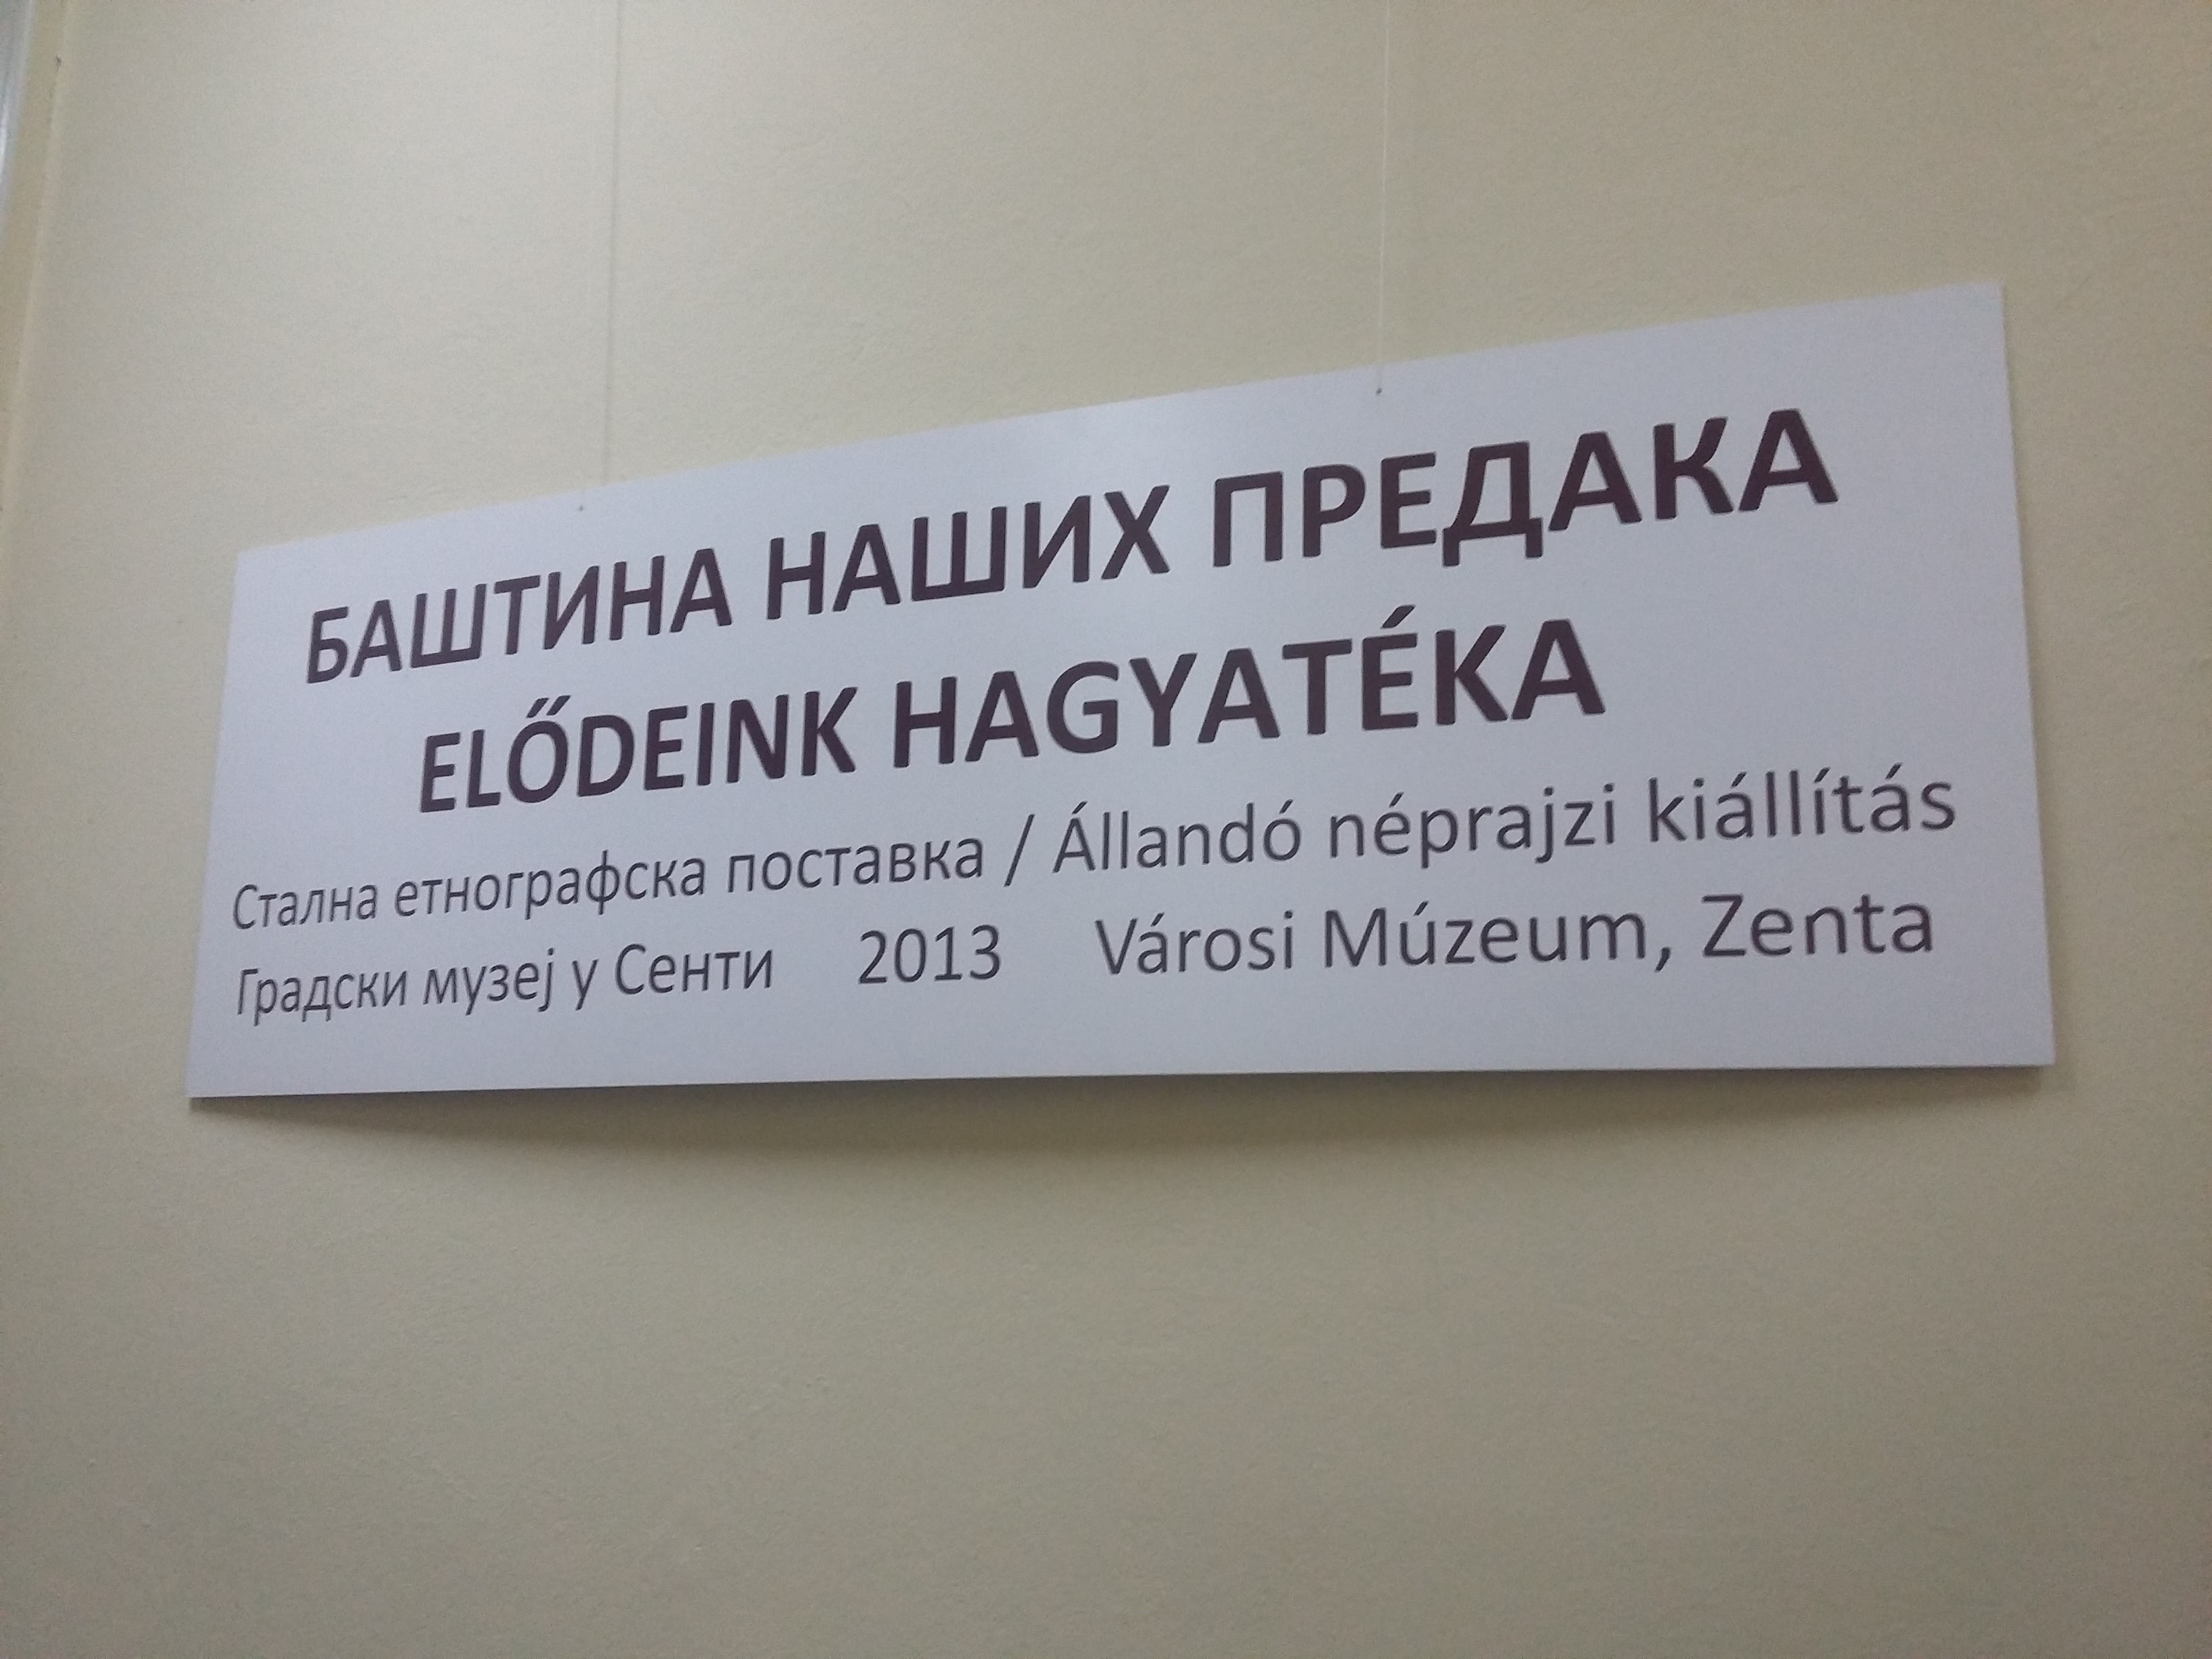 БАШТИНА НАШИХ ПРЕДАКА
ELŐDEINK HAGYATÉKA
Стална етнографска поставка / Állandó néprajzi kiállítás
Градски музеј у Сенти 2013 Városi Múzeum, Zenta